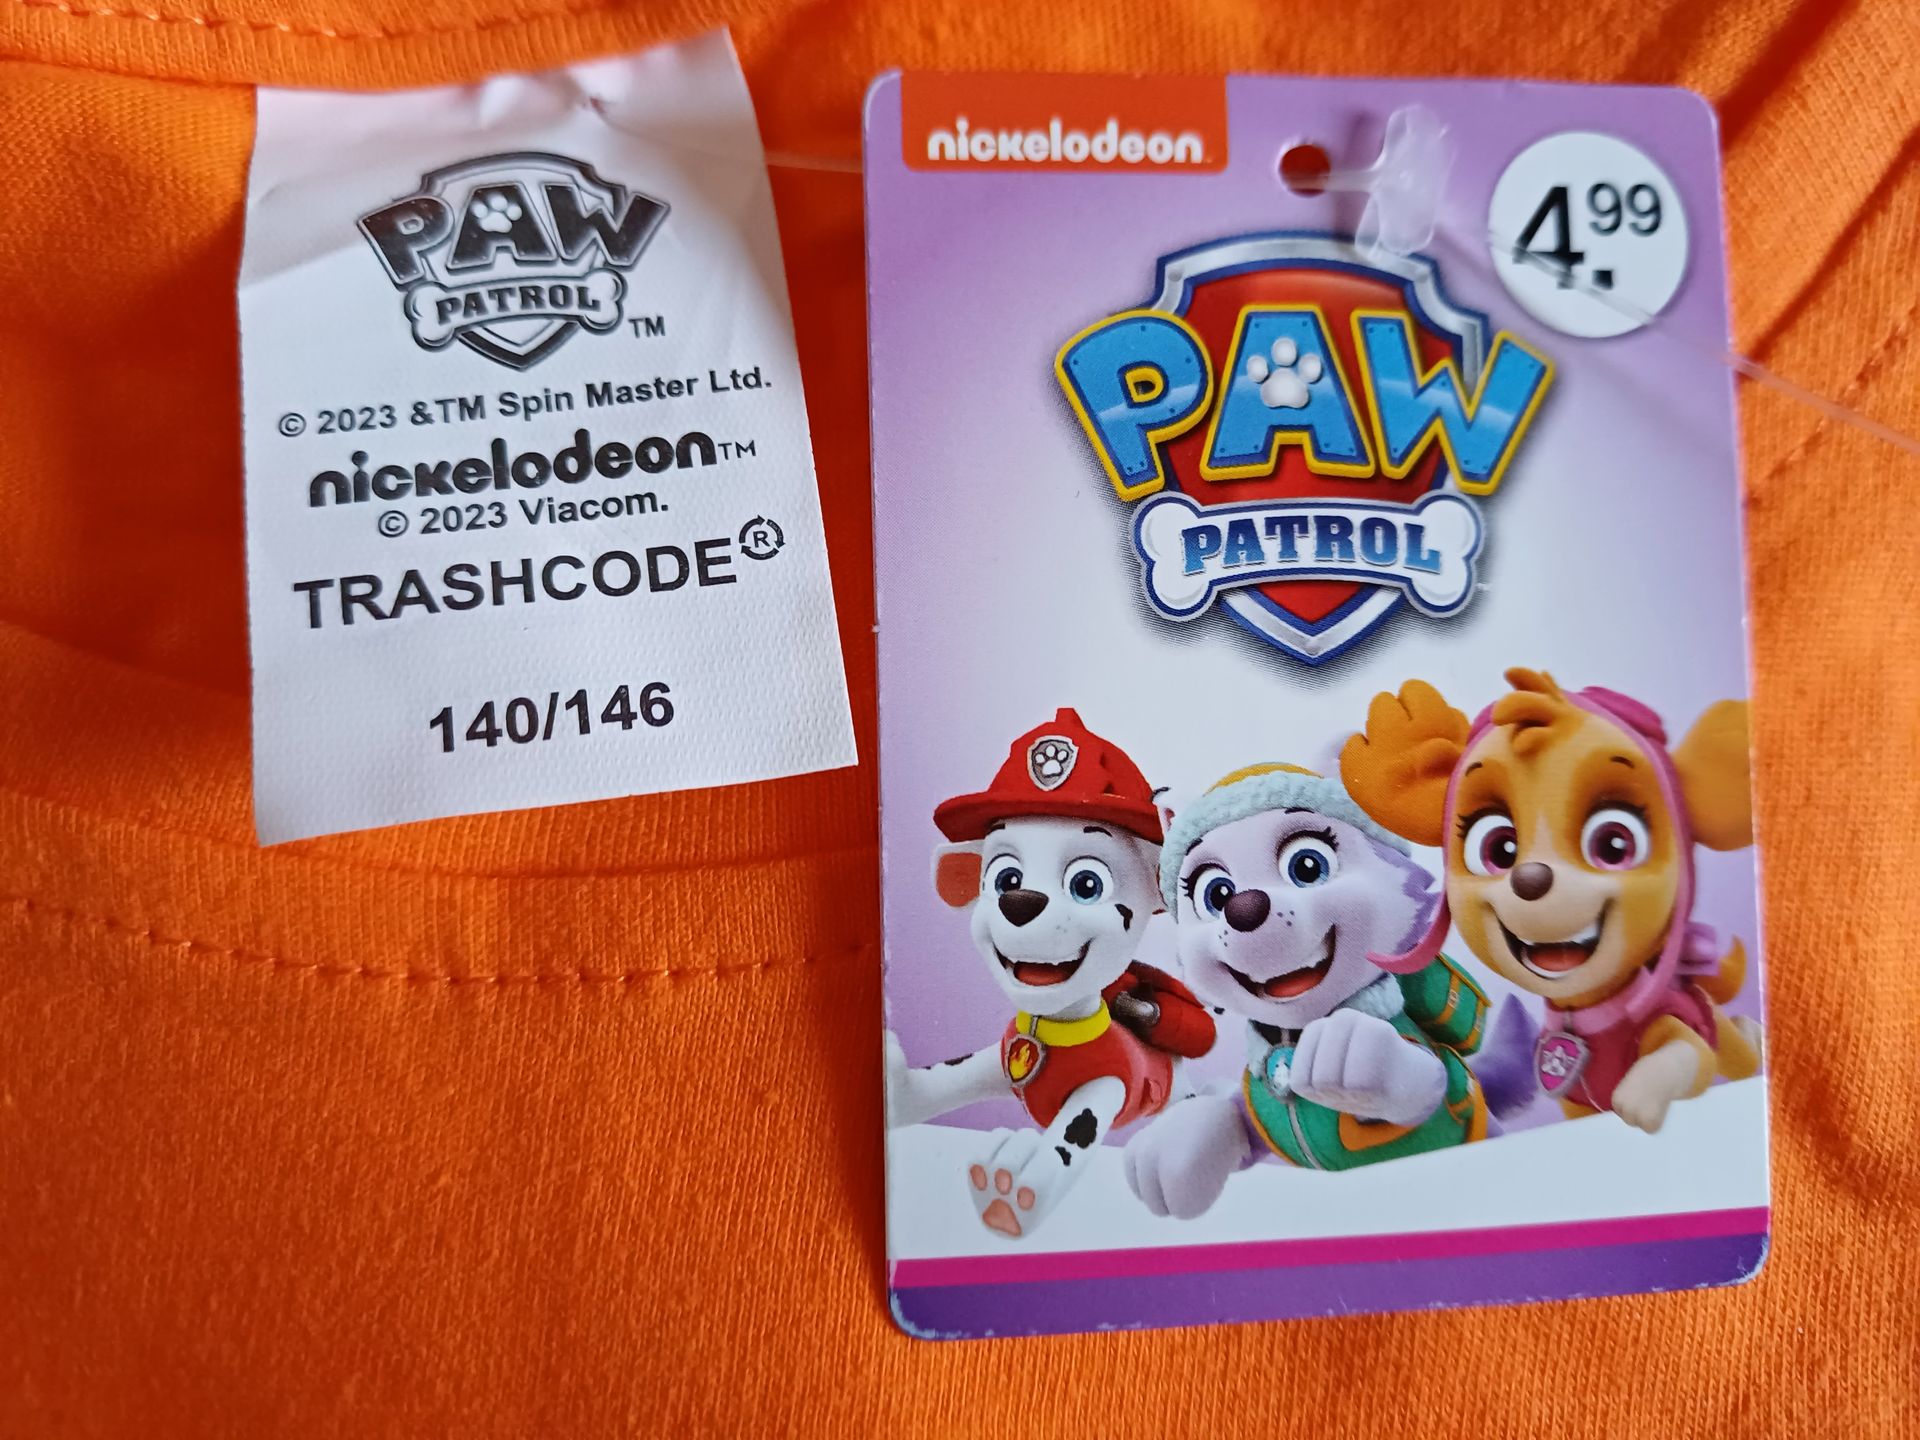 PAW
PATROL
TM
© 2023 &TM Spin Master Ltd.
nickelodeon TM
© 2023 Viacom.
TRASHCODE®
140/146
nickelodeon
4.99
PAW
PATROL